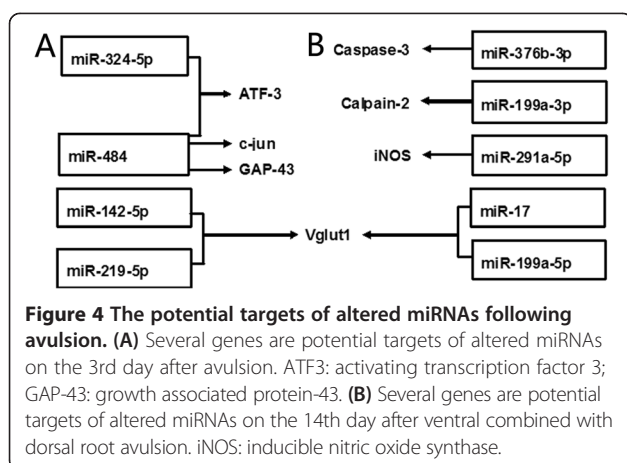 A
B
miR-324-5p
Caspase-3
miR-376b-3p
ATF-3
Calpain-2
miR-199a-3p
miR-484
c-jun
GAP-43
iNOS
miR-291a-5p
miR-142-5p
miR-17
Vglut1
miR-219-5p
miR-199a-5p
Figure 4 The potential targets of altered miRNAs following
avulsion. (A) Several genes are potential targets of altered miRNAs
on the 3rd day after avulsion. ATF3: activating transcription factor 3;
GAP-43: growth associated protein-43. (B) Several genes are potential
targets of altered miRNAs on the 14th day after ventral combined with
dorsal root avulsion. iNOS: inducible nitric oxide synthase.